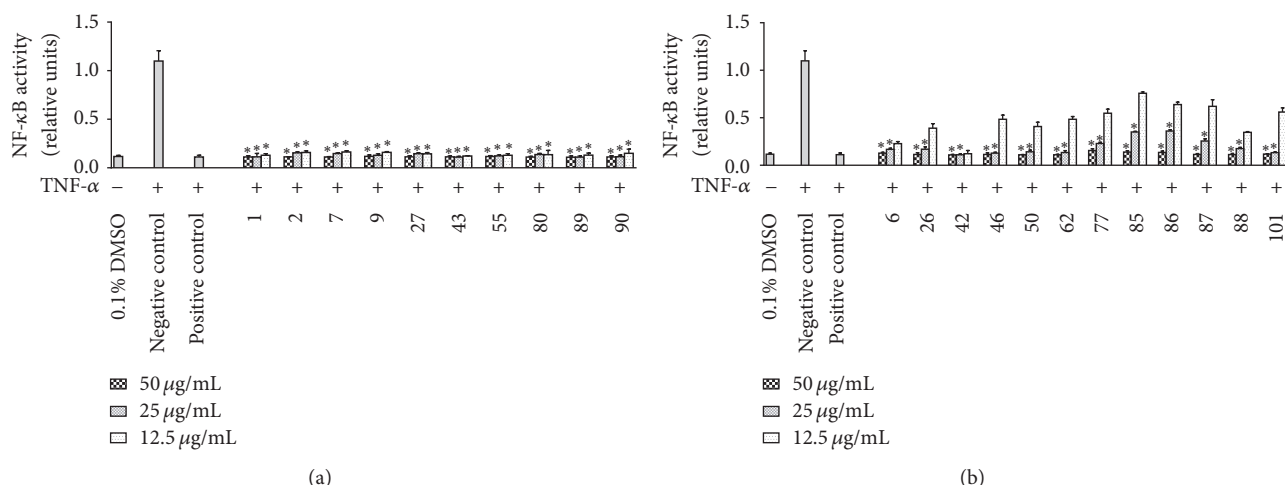 NF-κB activity
(relative units)
1.5
1.0
0.5
0.0
* * * * * * * * * * * * * * * * * * * * * * * * * * * * * *
TNF-α − + + + + + + + + + + + +
0.1% DMSO
Negative control
Positive control
1
2
7
9
27
43
55
80
89
90
50 μg/mL
25 μg/mL
12.5 μg/mL
(a)
NF-κB activity
(relative units)
1.5
1.0
0.5
0.0
* * * * * * * * * * * * * * * * * * * * * * * *
TNF-α − + + + + + + + + + + + + + +
0.1% DMSO
Negative control
Positive control
6
26
42
46
50
62
77
85
86
87
88
101
50 μg/mL
25 μg/mL
12.5 μg/mL
(b)